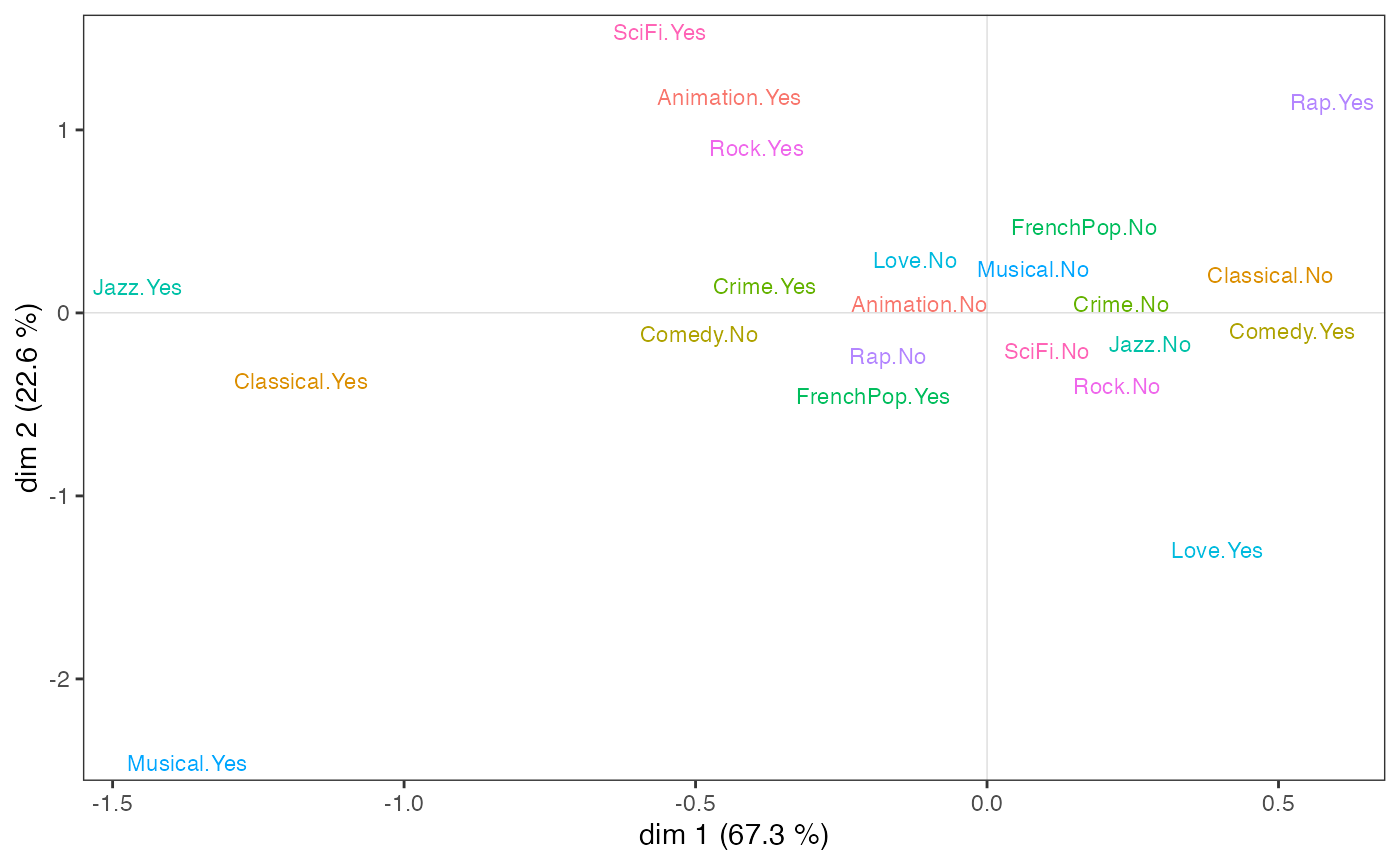 SciFi.Yes
Animation.Yes
Rap.Yes
1
Rock.Yes
FrenchPop.No
Love.No
Musical.No
Classical.No
Jazz.Yes
Crime.Yes
Animation.No
Crime.No
0
Comedy.No
Comedy.Yes
Rap.No
SciFi.No
Jazz.No
Classical.Yes
Rock.No
FrenchPop.Yes
dim 2 (22.6 %)
-1
Love.Yes
-2
Musical.Yes
-1.5
-1.0
-0.5
0.0
0.5
dim 1 (67.3 %)